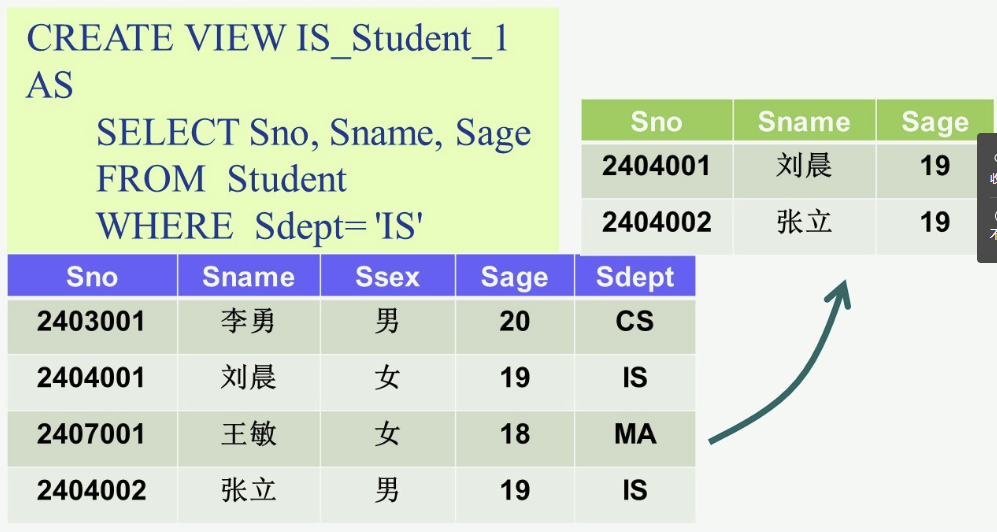 CREATE VIEW IS_Student_1
AS
SELECT Sno, Sname, Sage
FROM Student
WHERE Sdept= 'IS'
Sno Sname Sage
2404001 刘晨 19
2404002 张立 19
Sno Sname Ssex Sage Sdept
2403001 李勇 男 20 CS
2404001 刘晨 女 19 IS
2407001 王敏 女 18 MA
2404002 张立 男 19 IS